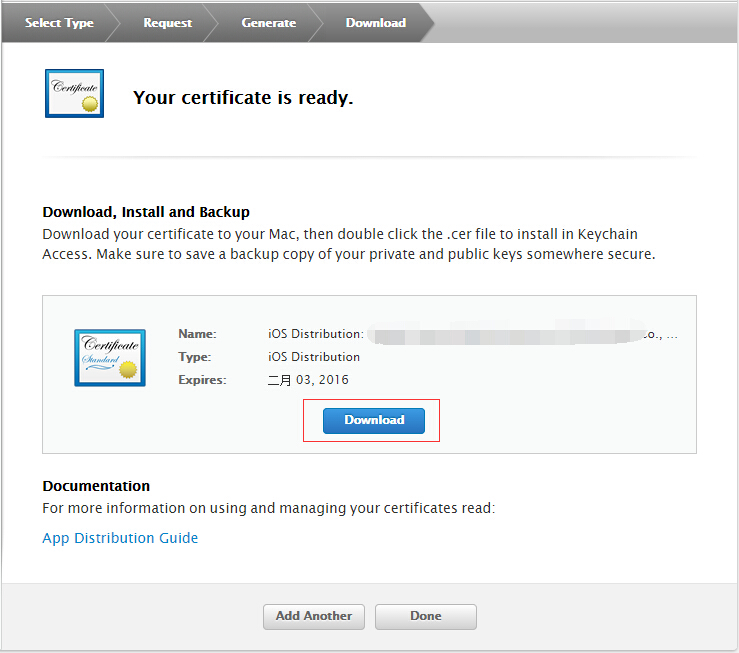 Select Type
Request
Generate
Download
Certificate
Your certificate is ready.
Download, Install and Backup
Download your certificate to your Mac, then double click the .cer file to install in Keychain
Access. Make sure to save a backup copy of your private and public keys somewhere secure.
Certificate
Standard
Name: iOS Distribution: Co., ...
Type: iOS Distribution
Expires: 二月 03, 2016
Download
Documentation
For more information on using and managing your certificates read:
App Distribution Guide
Add Another
Done